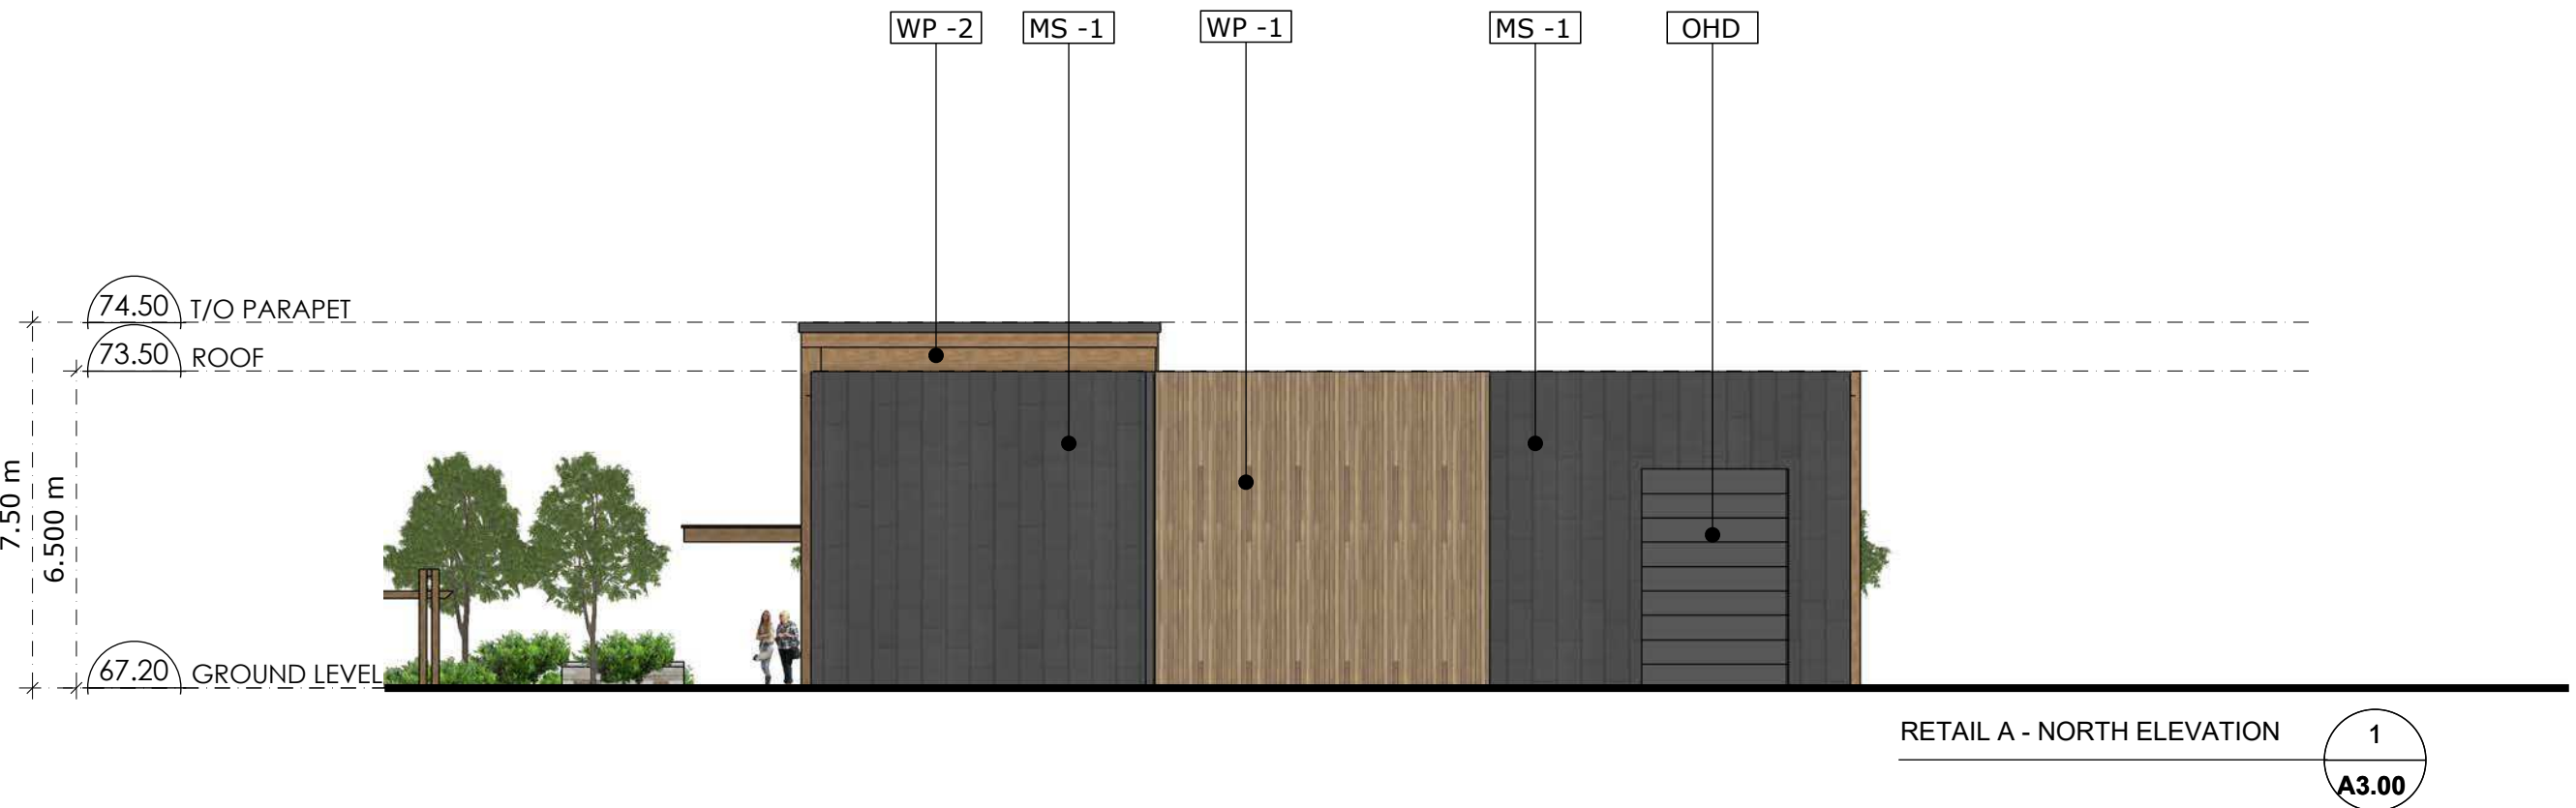 WP -2
MS -1
WP -1
MS -1
OHD
74.50 T/O PARAPET
73.50 ROOF
7.50 m
6.500 m
67.20 GROUND LEVEL
RETAIL A - NORTH ELEVATION
1
A3.00